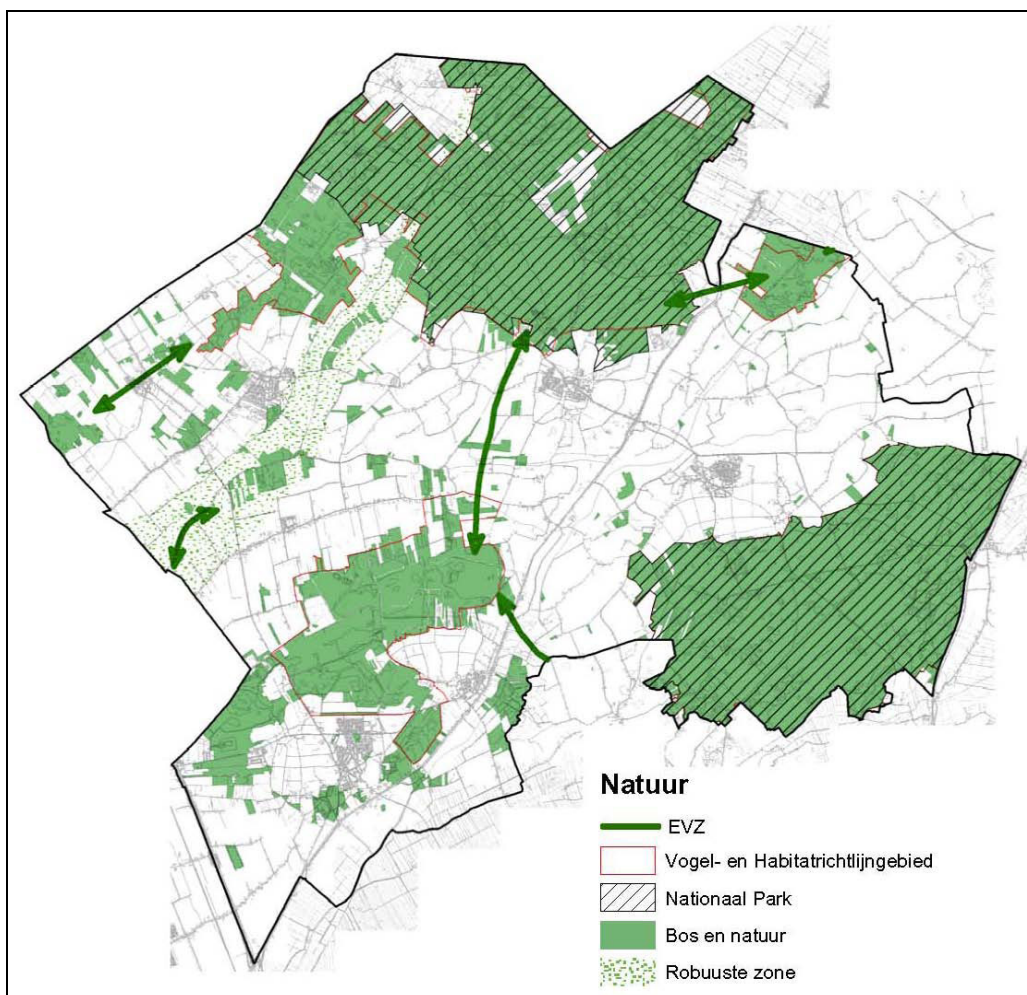 Natuur
EVZ
Vogel- en Habitatrichtlijngebied
Nationaal Park
Bos en natuur
Robuuste zone